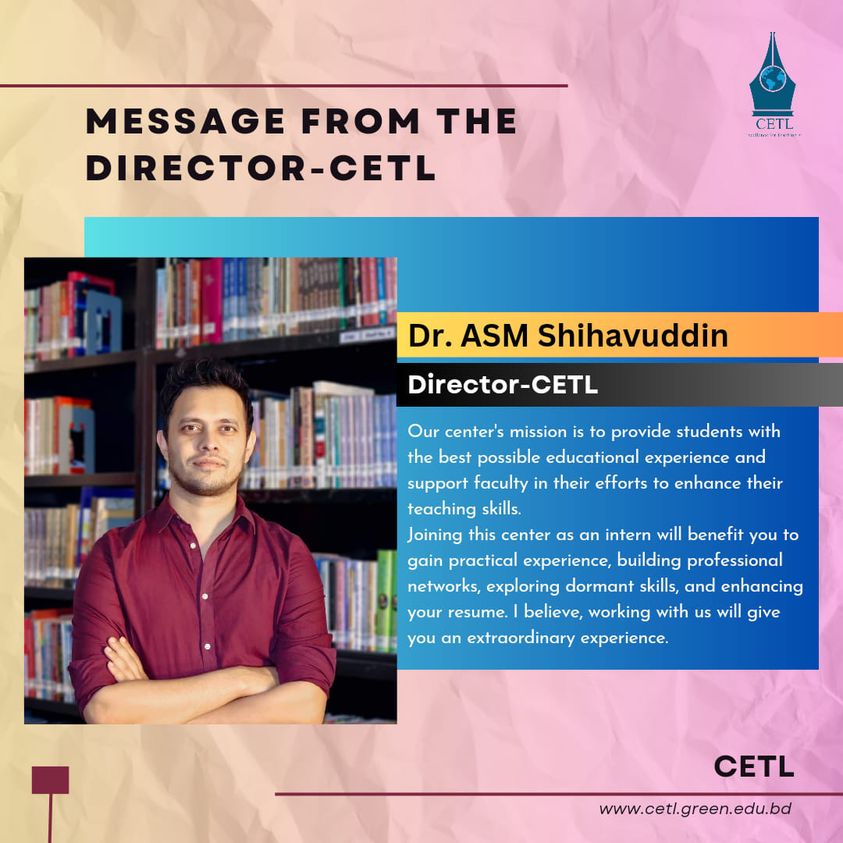 CETL
MESSAGE FROM THE
DIRECTOR-CETL
Dr. ASM Shihavuddin
Director-CETL
Our center's mission is to provide students with
the best possible educational experience and
support faculty in their efforts to enhance their
teaching skills.
Joining this center as an intern will benefit you to
gain practical experience, building professional
networks, exploring dormant skills, and enhancing
your resume. I believe, working with us will give
you an extraordinary experience.
CETL
www.cetl.green.edu.bd